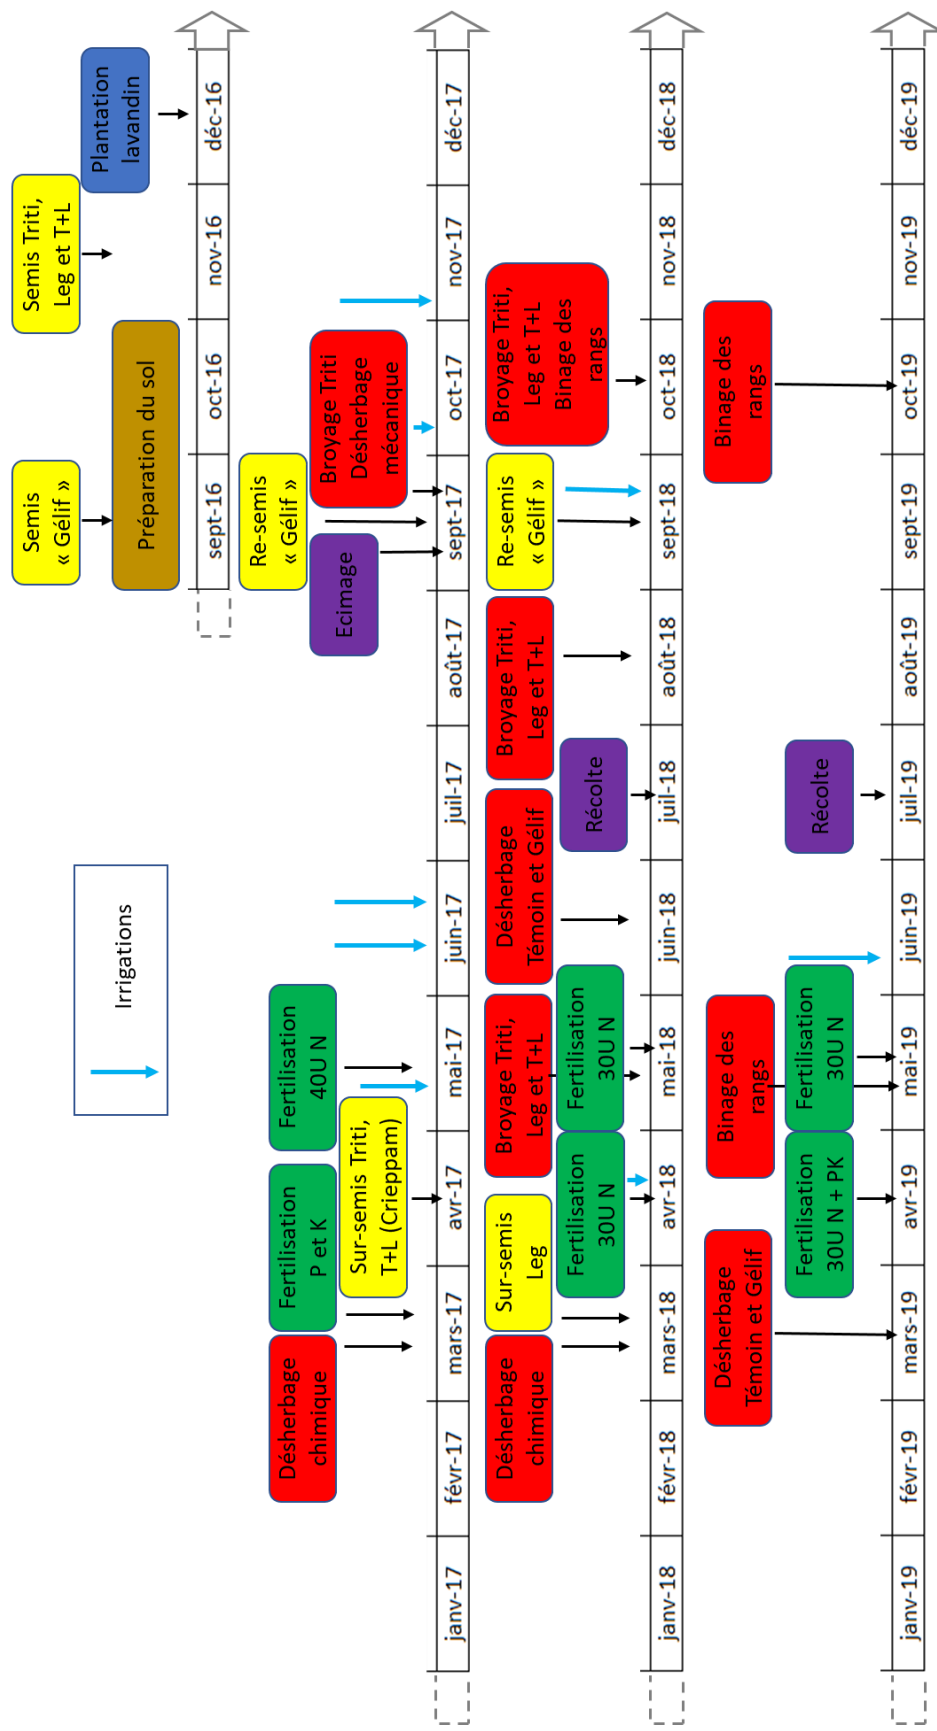 Semis
« Gélif »
Semis Triti,
Leg et T+L
Plantation
lavandin
Préparation du sol
sept-16
oct-16
nov-16
déc-16
Irrigations
Désherbage
chimique
Fertilisation
P et K
Fertilisation
40U N
Sur-semis Triti,
T+L (Crieppam)
Re-semis
« Gélif »
Ecimage
Broyage Triti
Désherbage
mécanique
janv-17
févr-17
mars-17
avr-17
mai-17
juin-17
juil-17
août-17
sept-17
oct-17
nov-17
déc-17
Désherbage
chimique
Sur-semis
Leg
Broyage Triti,
Leg et T+L
Désherbage
Témoin et Gélif
Broyage Triti,
Leg et T+L
Re-semis
« Gélif »
Broyage Triti,
Leg et T+L
Binage des
rangs
Fertilisation
30U N
Fertilisation
30U N
Récolte
janv-18
févr-18
mars-18
avr-18
mai-18
juin-18
juil-18
août-18
sept-18
oct-18
nov-18
déc-18
Désherbage
Témoin et Gélif
Binage des
rangs
Binage des
rangs
Fertilisation
30U N + PK
Fertilisation
30U N
Récolte
janv-19
févr-19
mars-19
avr-19
mai-19
juin-19
juil-19
août-19
sept-19
oct-19
nov-19
déc-19